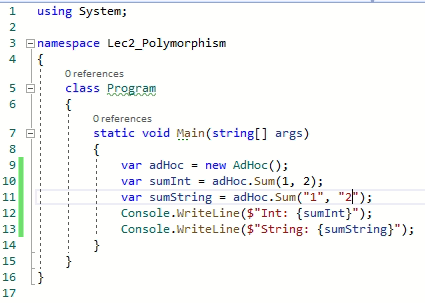 1 using System;
2
3 namespace Lec2_Polymorphism
4 {
0 references
5 class Program
6 {
0 references
7 static void Main(string[] args)
8 {
9 var adHoc = new AdHoc();
10 var sumInt = adHoc.Sum(1, 2);
11 var sumString = adHoc.Sum("1", "2");
12 Console.WriteLine($"Int: {sumInt}");
13 Console.WriteLine($"String: {sumString}");
14 }
15 }
16 }
17